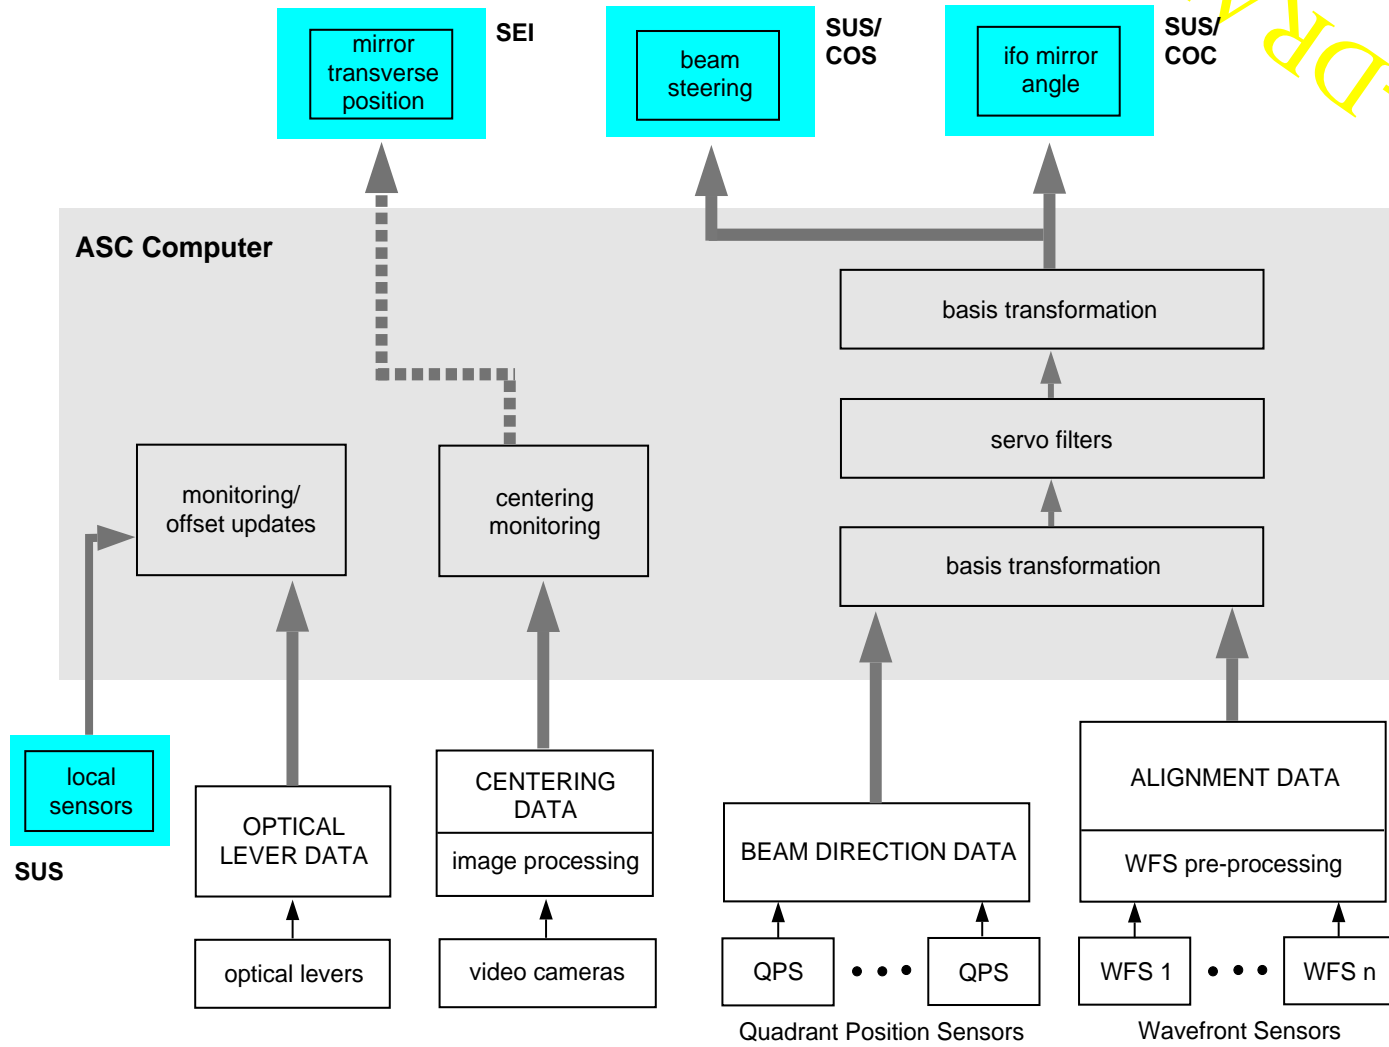 mirror
transverse
position
SEI
beam
steering
SUS/
COS
ifo mirror
angle
SUS/
COC
DR
ASC Computer
basis transformation
servo filters
monitoring/
offset updates
centering
monitoring
basis transformation
local
sensors
SUS
OPTICAL
LEVER DATA
CENTERING
DATA
image processing
BEAM DIRECTION DATA
ALIGNMENT DATA
WFS pre-processing
optical levers
video cameras
QPS
• • •
QPS
WFS 1
• • •
WFS n
Quadrant Position Sensors
Wavefront Sensors